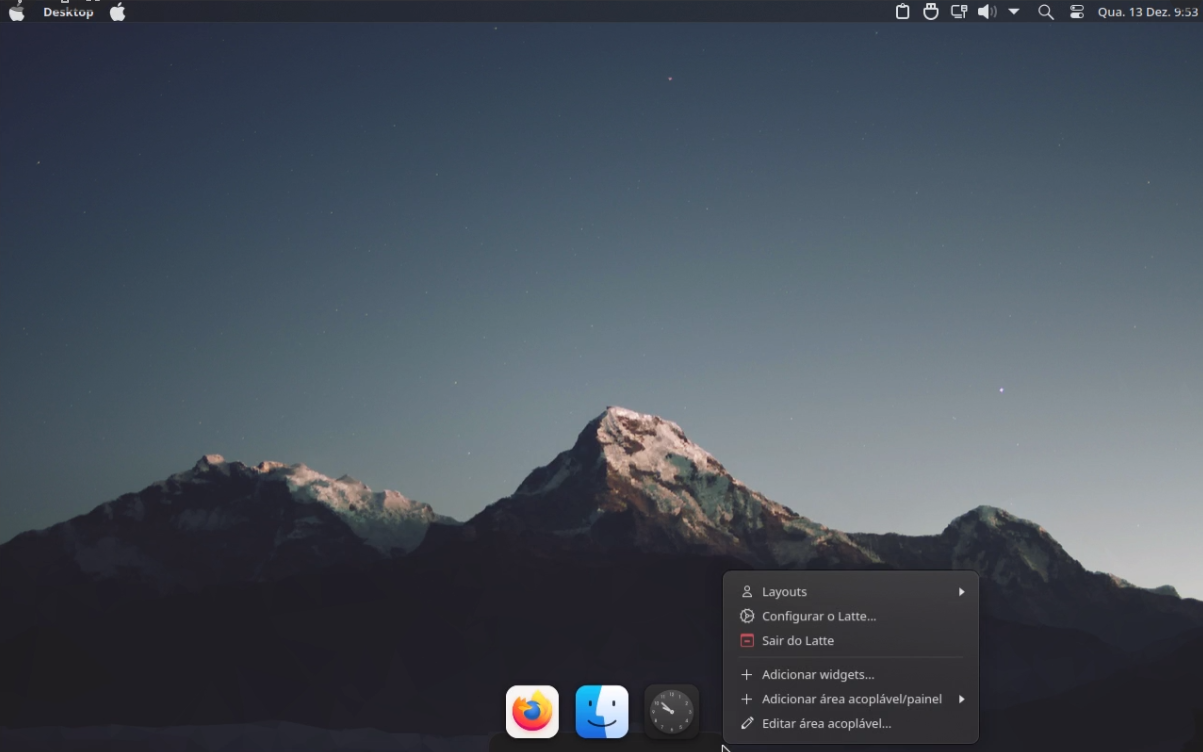 Desktop
Qua. 13 Dez. 9:53
Layouts
Configurar o Latte...
Sair do Latte
Adicionar widgets...
Adicionar área acoplável/painel
Editar área acoplável...